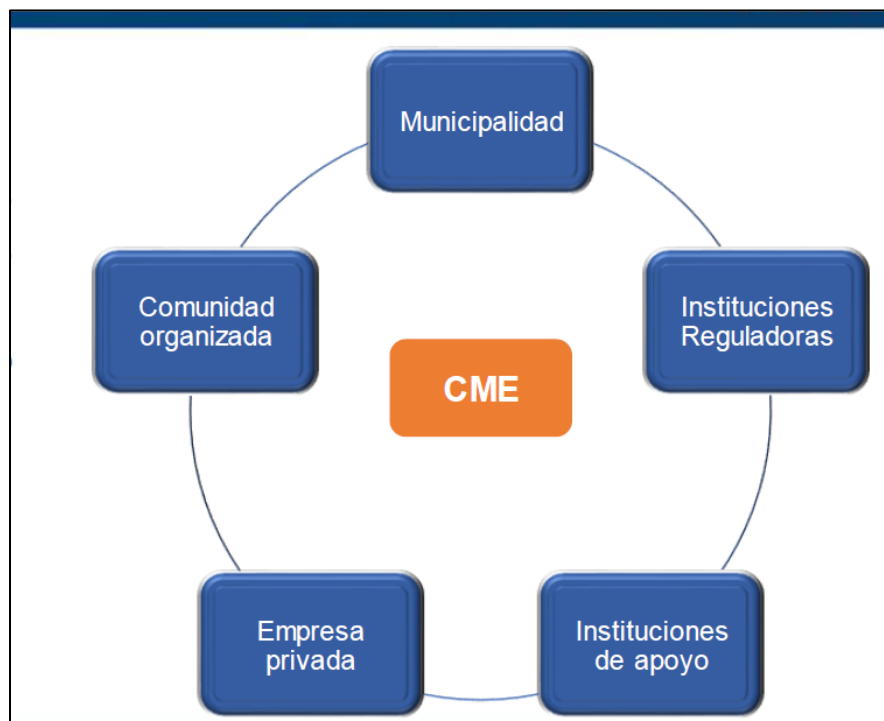 Municipalidad
Comunidad
organizada
Instituciones
Reguladoras
CME
Empresa
privada
Instituciones
de apoyo